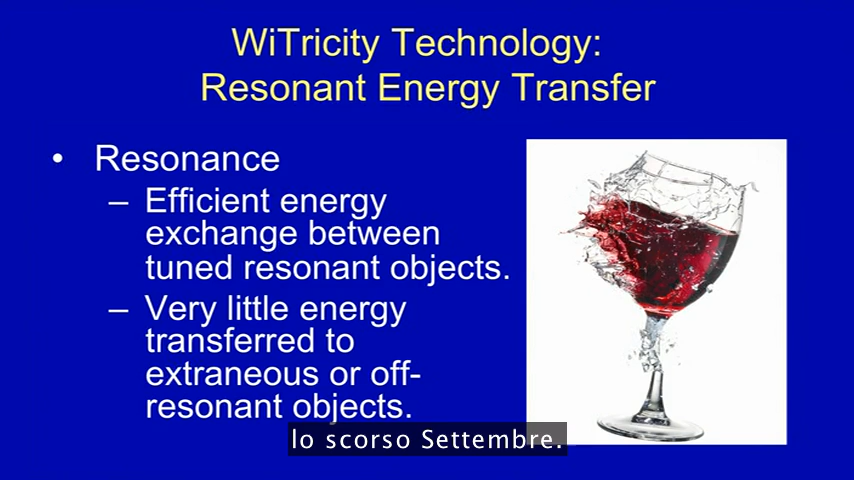 WiTricity Technology:
Resonant Energy Transfer
• Resonance
– Efficient energy
exchange between
tuned resonant objects.
– Very little energy
transferred to
extraneous or off-
resonant objects.
lo scorso Settembre.